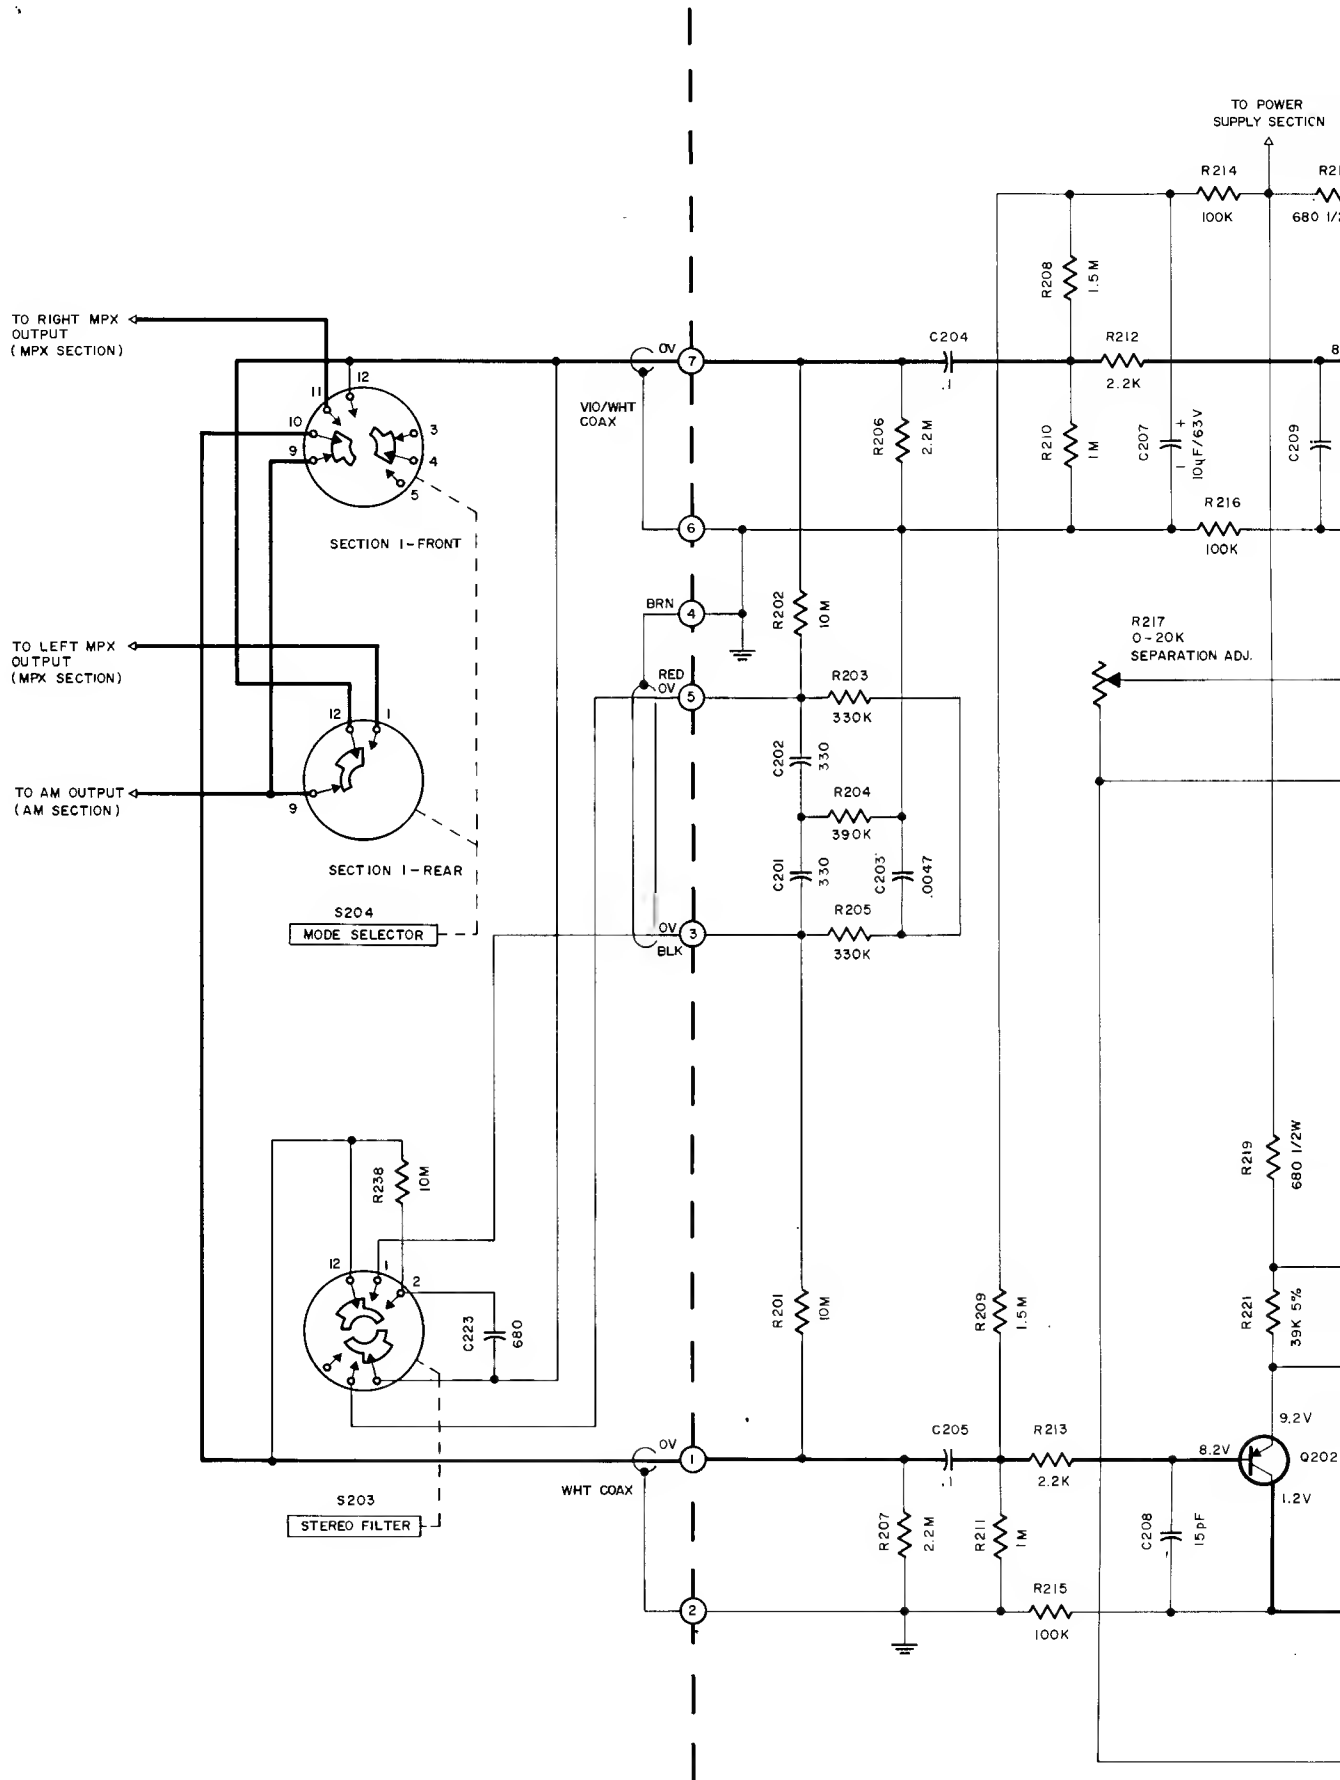 TO POWER
SUPPLY SECTION
R214
100K
R21
680 1/2
R208
1.5M
TO RIGHT MPX
OUTPUT
(MPX SECTION)
12
11
10
9
3
4
5
SECTION 1-FRONT
VIO/WHT
COAX
0V
7
C204
.1
R212
2.2K
8
R206
2.2M
R210
1M
C207
+
10µF/63V
C209
R216
100K
6
BRN
4
R202
10M
R217
0-20K
SEPARATION ADJ.
TO LEFT MPX
OUTPUT
(MPX SECTION)
12
1
RED
0V
5
R203
330K
C202
330
R204
390K
TO AM OUTPUT
(AM SECTION)
9
SECTION 1-REAR
C201
330
C203
.0047
S204
MODE SELECTOR
0V
3
BLK
R205
330K
R238
10M
R219
680 1/2W
12
1
2
C223
680
R201
10M
R209
1.5M
R221
39K 5%
9.2V
0V
1
C205
.1
R213
2.2K
8.2V
Q202
WHT COAX
1.2V
S203
STEREO FILTER
R207
2.2M
R211
1M
C208
15pF
2
R215
100K